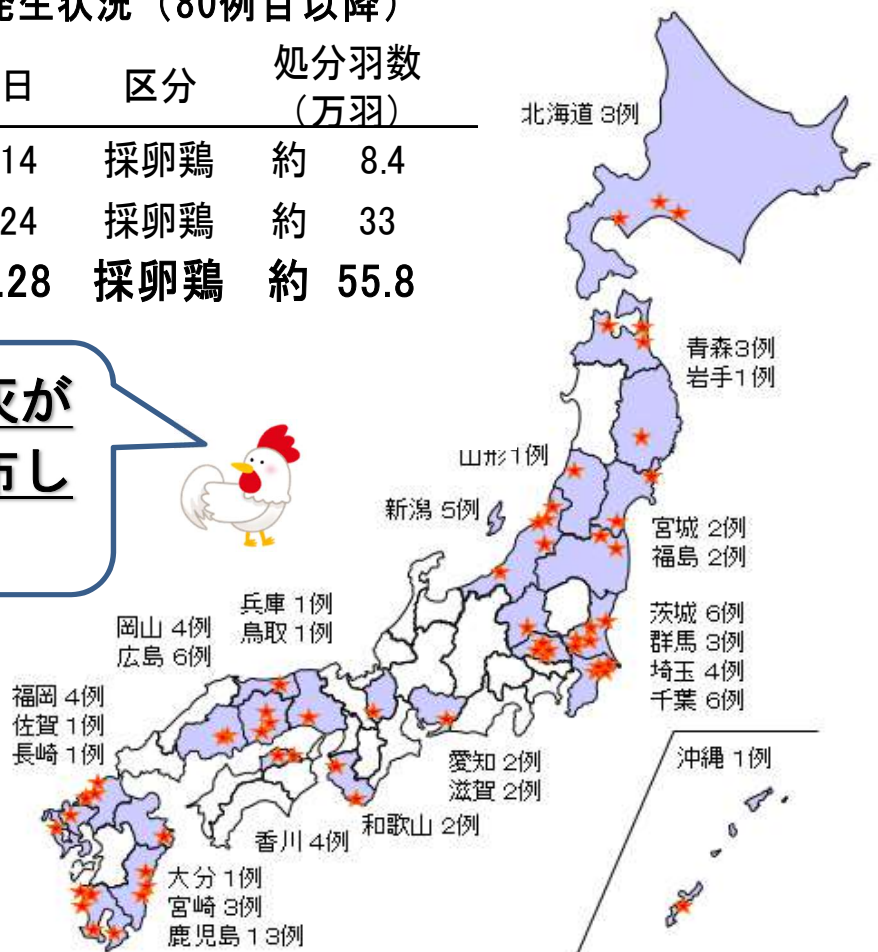 発生状況（80例目以降）
日 区分 処分羽数
（万羽）
14 採卵鶏 約 8.4
24 採卵鶏 約 33
.28 採卵鶏 約 55.8
灰が
布し
北海道 3例
青森3例
岩手1例
山形1例
新潟 5例
宮城 2例
福島 2例
茨城 6例
群馬 3例
埼玉 4例
千葉 6例
兵庫 1例
鳥取 1例
岡山 4例
広島 6例
福岡 4例
佐賀 1例
長崎 1例
愛知 2例
滋賀 2例
和歌山 2例
香川 4例
大分 1例
宮崎 3例
鹿児島 13例
沖縄 1例